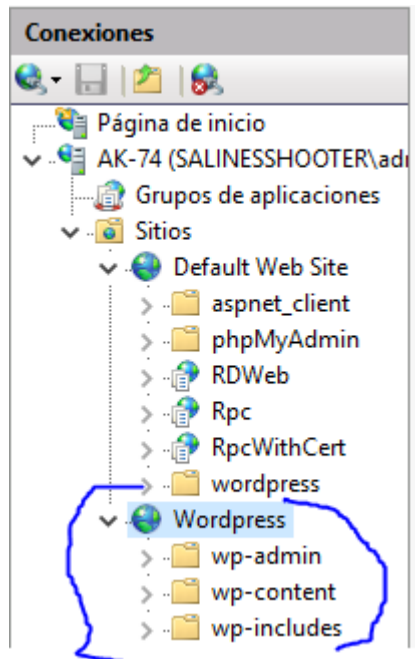 Conexiones
Página de inicio
AK-74 (SALINESSHOOTER\adm
Grupos de aplicaciones
Sitios
Default Web Site
aspnet_client
phpMyAdmin
RDWeb
Rpc
RpcWithCert
wordpress
Wordpress
wp-admin
wp-content
wp-includes